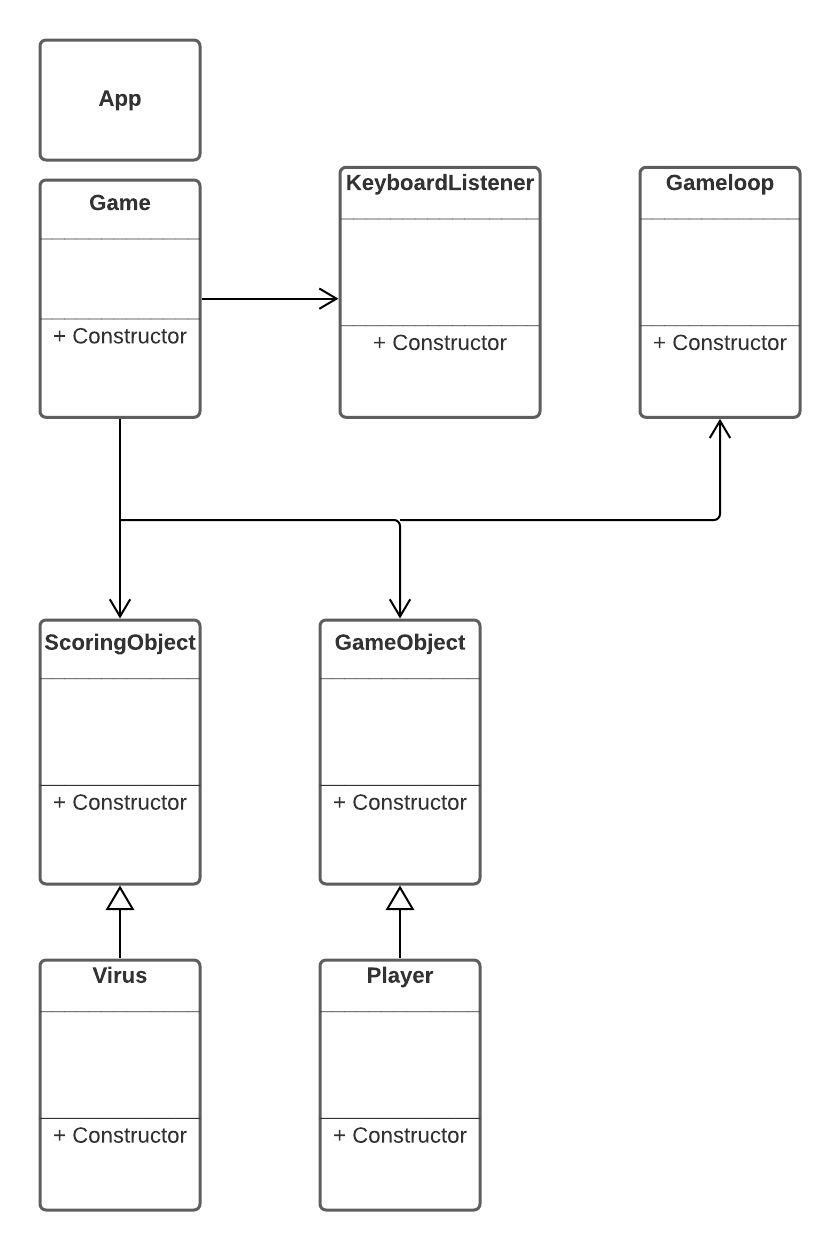 App
Game
+ Constructor
KeyboardListener
+ Constructor
Gameloop
+ Constructor
ScoringObject
+ Constructor
GameObject
+ Constructor
Virus
+ Constructor
Player
+ Constructor